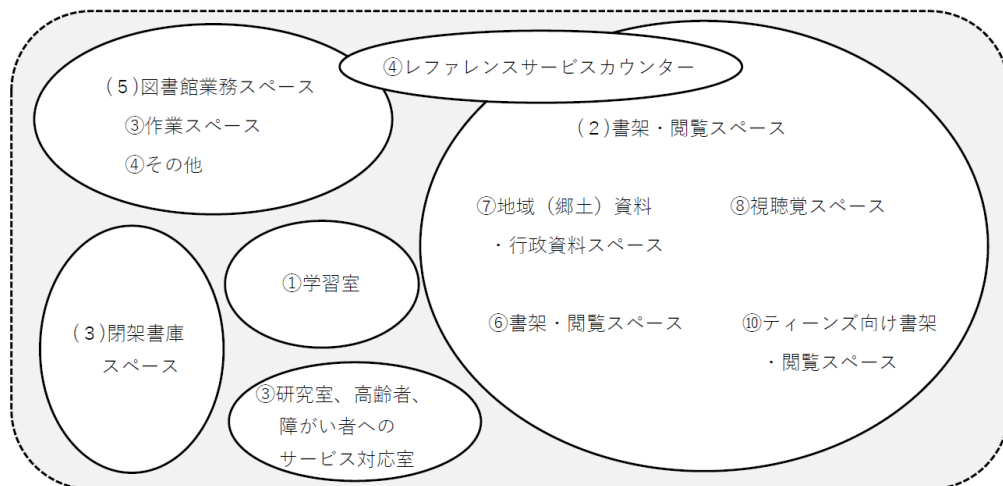 ④レファレンスサービスカウンター
(5)図書館業務スペース
③作業スペース
④その他
(2)書架・閲覧スペース
⑦地域（郷土）資料
・行政資料スペース
⑧視聴覚スペース
①学習室
⑥書架・閲覧スペース
⑩ティーンズ向け書架
・閲覧スペース
(3)閉架書庫
スペース
③研究室、高齢者、
障がい者への
サービス対応室